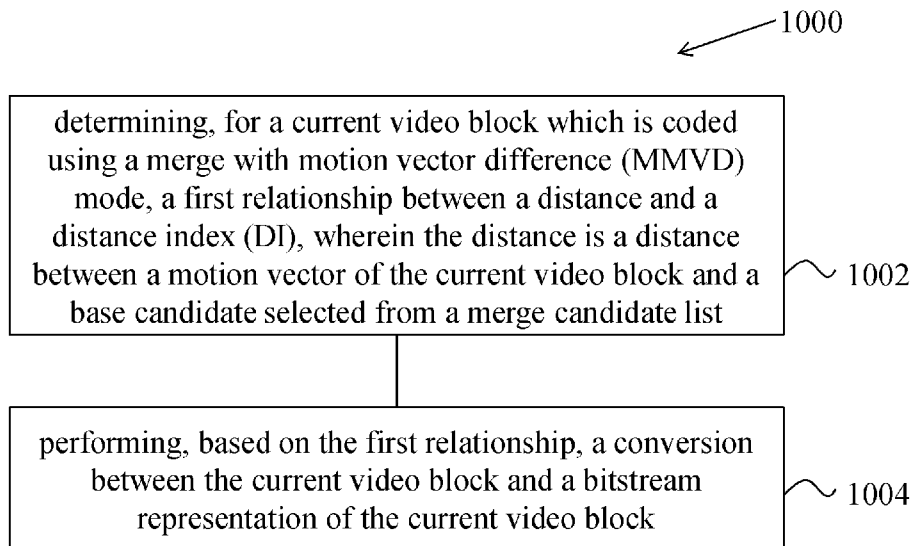 1000
determining, for a current video block which is coded
using a merge with motion vector difference (MMVD)
mode, a first relationship between a distance and a
distance index (DI), wherein the distance is a distance
between a motion vector of the current video block and a
base candidate selected from a merge candidate list
1002
performing, based on the first relationship, a conversion
between the current video block and a bitstream
representation of the current video block
1004